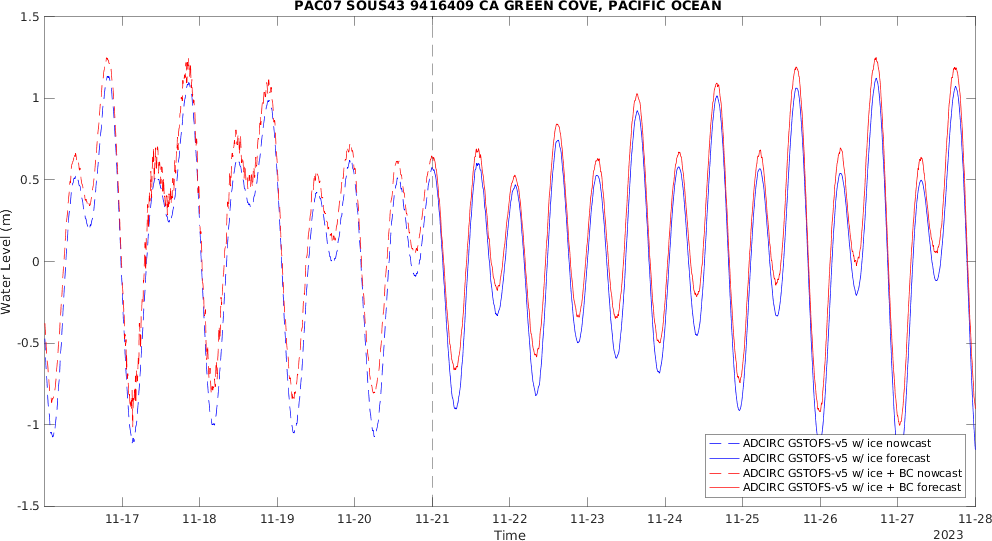 PAC07 SOUS43 9416409 CA GREEN COVE, PACIFIC OCEAN
Water Level (m)
1.5
1
0.5
0
-0.5
-1
-1.5
ADCIRC GSTOFS-v5 w/ ice nowcast
ADCIRC GSTOFS-v5 w/ ice forecast
ADCIRC GSTOFS-v5 w/ ice + BC nowcast
ADCIRC GSTOFS-v5 w/ ice + BC forecast
11-17 11-18 11-19 11-20 11-21 11-22 11-23 11-24 11-25 11-26 11-27 11-28
Time
2023